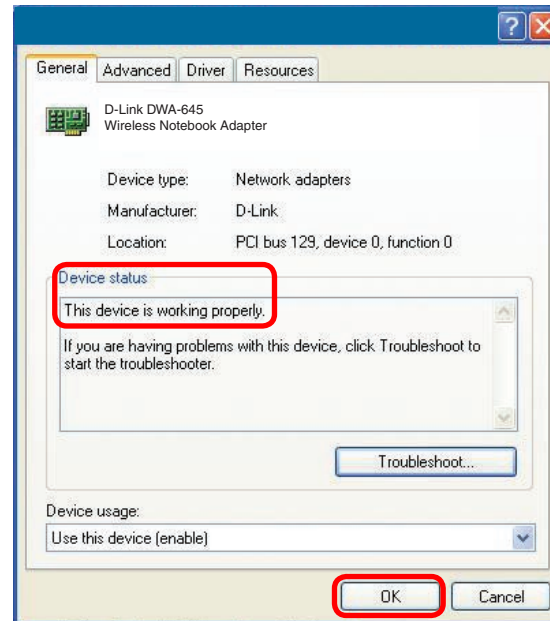 General Advanced Driver Resources
D-Link DWA-645
Wireless Notebook Adapter
Device type: Network adapters
Manufacturer: D-Link
Location: PCI bus 129, device 0, function 0
Device status
This device is working properly.
If you are having problems with this device, click Troubleshoot to
start the troubleshooter.
Troubleshoot...
Device usage:
Use this device (enable)
OK Cancel